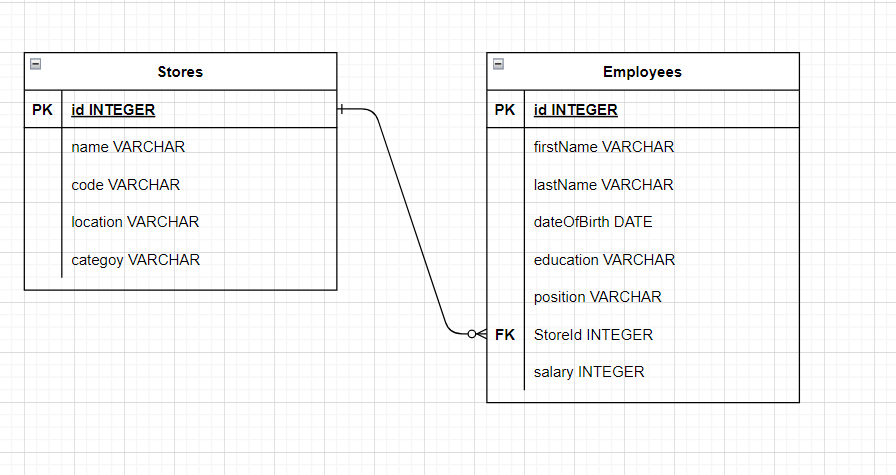 Stores
PK id INTEGER
name VARCHAR
code VARCHAR
location VARCHAR
categoy VARCHAR
Employees
PK id INTEGER
firstName VARCHAR
lastName VARCHAR
dateOfBirth DATE
education VARCHAR
position VARCHAR
FK StoreId INTEGER
salary INTEGER